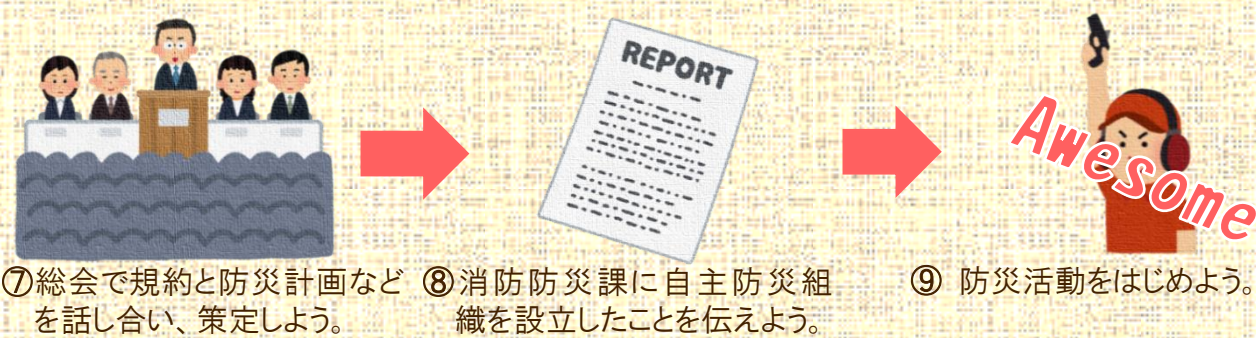 REPORT
Awesome
⑦総会で規約と防災計画など
を話し合い、策定しよう。
⑧消防防災課に自主防災組
織を設立したことを伝えよう。
⑨ 防災活動をはじめよう。